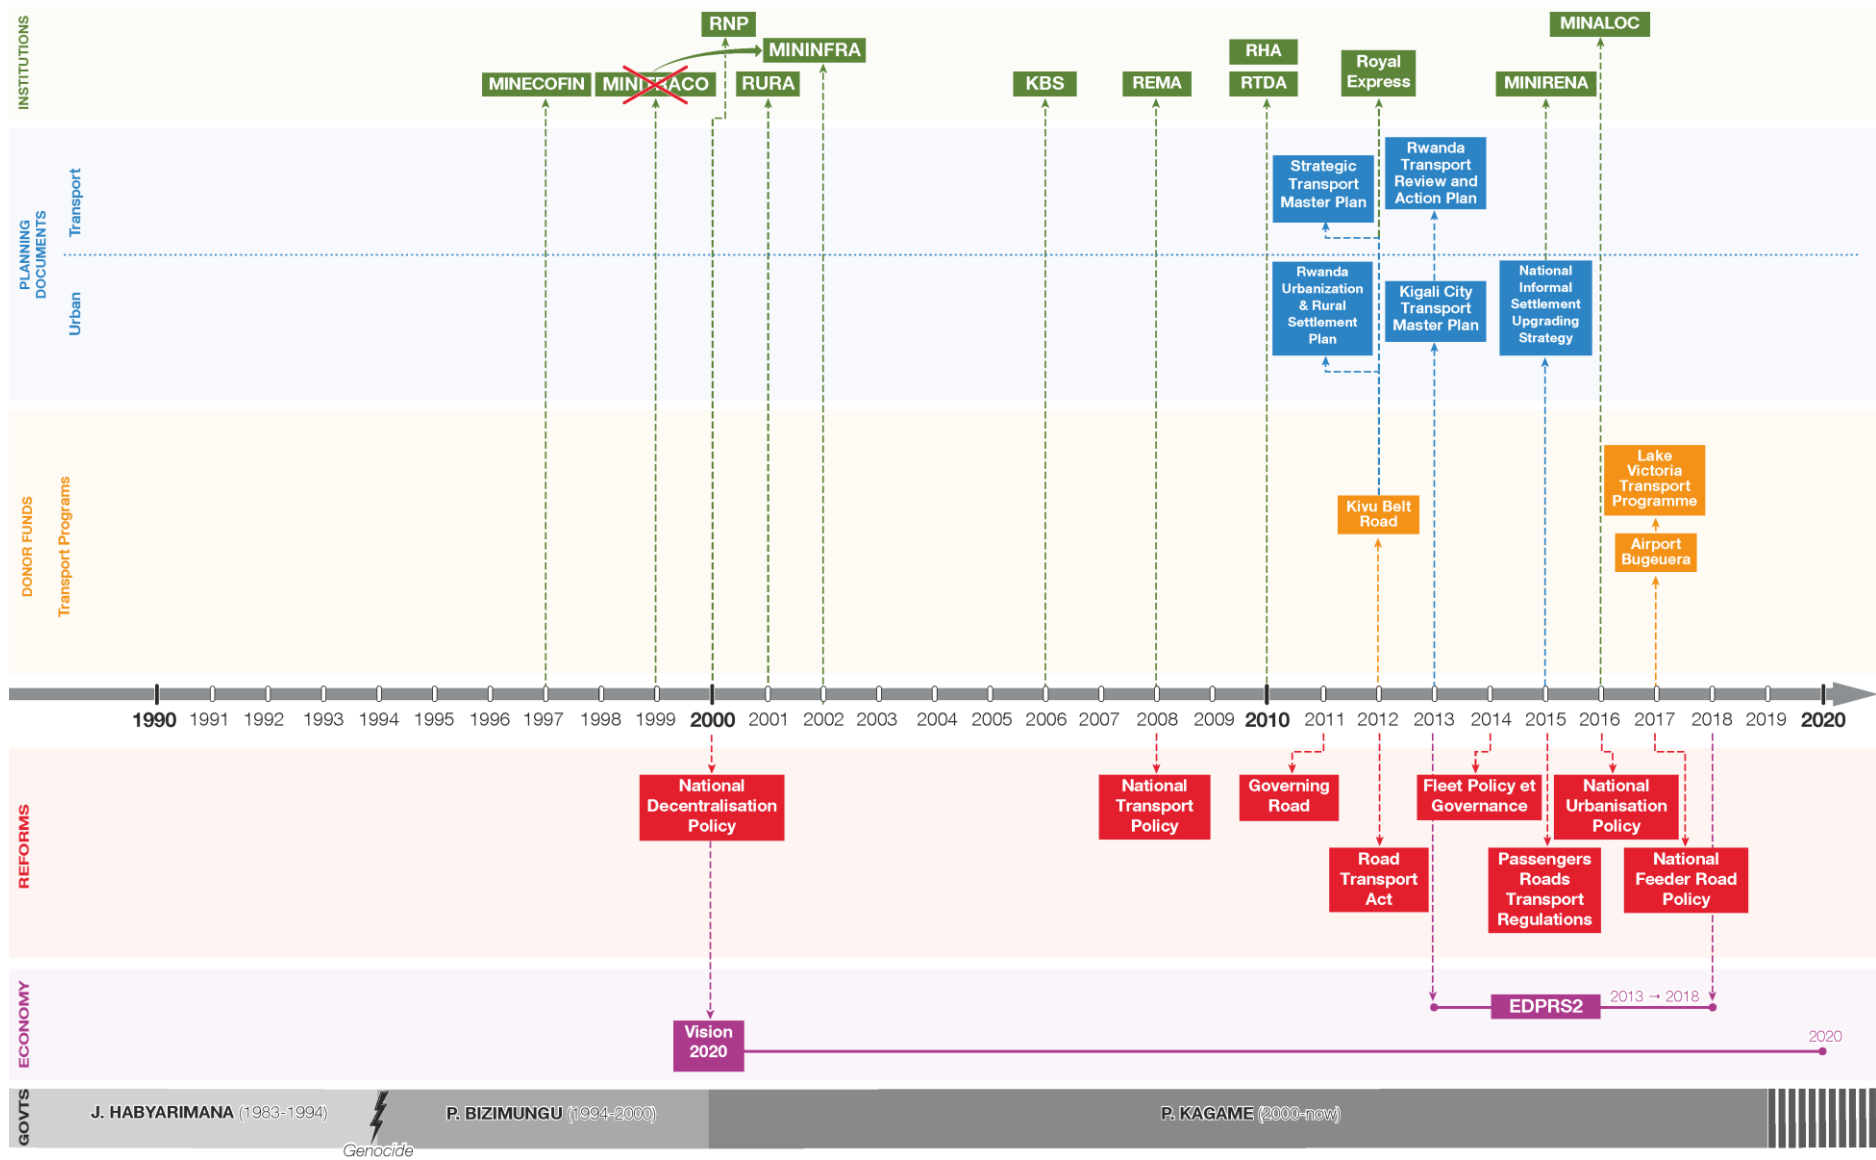 INSTITUTIONS
RNP
MINALOC
MININFRA
RHA
Royal
Express
MINECOFIN
RURA
KBS
REMA
RTDA
MINIRENA
PLANNING
DOCUMENTS
Transport
Strategic
Transport
Master Plan
Rwanda
Transport
Review and
Action Plan
Urban
Rwanda
Urbanization
& Rural
Settlement
Plan
Kigali City
Transport
Master Plan
National
Informal
Settlement
Upgrading
Strategy
DONOR FUNDS
Transport Programs
Kivu Belt
Road
Lake
Victoria
Transport
Programme
Airport
Bugeuera
1990 1991 1992 1993 1994 1995 1996 1997 1998 1999 2000 2001 2002 2003 2004 2005 2006 2007 2008 2009 2010 2011 2012 2013 2014 2015 2016 2017 2018 2019 2020
REFORMS
National
Decentralisation
Policy
National
Transport
Policy
Governing
Road
Fleet Policy et
Governance
National
Urbanisation
Policy
Road
Transport
Act
Passengers
Roads
Transport
Regulations
National
Feeder Road
Policy
ECONOMY
EDPRS2
2013 → 2018
Vision
2020
2020
GOVTS
J. HABYARIMANA (1983-1994)
Genocide
P. BIZIMUNGU (1994-2000)
P. KAGAME (2000-now)